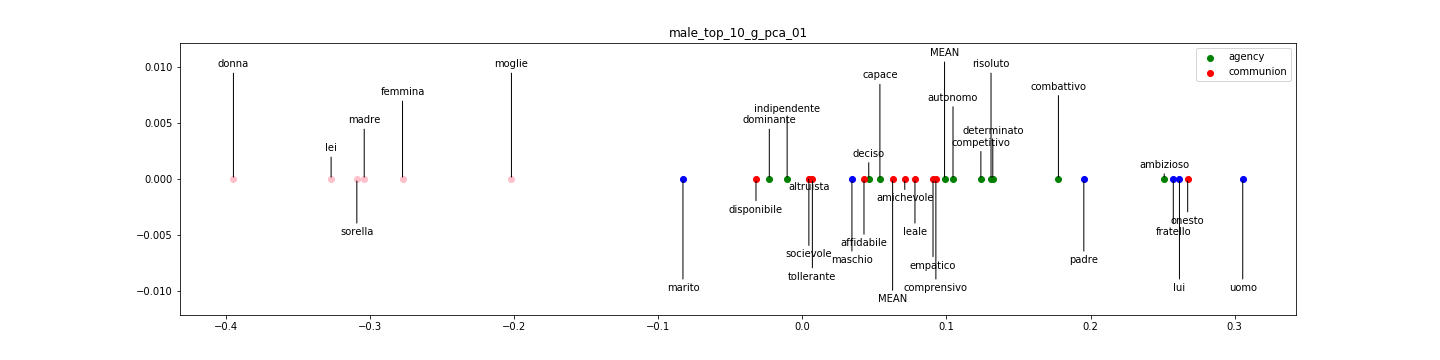 male_top_10_g_pca_01
agency
communion
MEAN
donna
moglie
risoluto
capace
combattivo
femmina
autonomo
indipendente
madre
dominante
determinato
lei
competitivo
deciso
ambizioso
altruista
amichevole
disponibile
onesto
sorella
leale
fratello
affidabile
socievole
maschio
padre
empatico
tollerante
marito
comprensivo
lui
uomo
MEAN
0.010
0.005
0.000
−0.005
−0.010
−0.4 −0.3 −0.2 −0.1 0.0 0.1 0.2 0.3